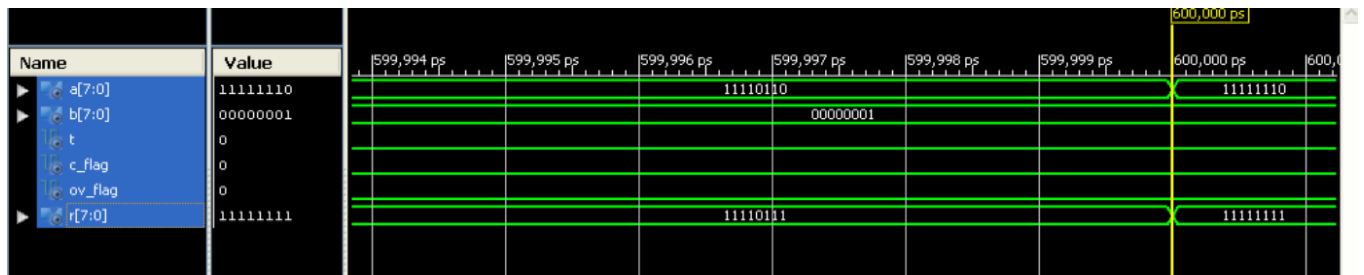 600,000 ps
Name Value 599,994 ps 599,995 ps 599,996 ps 599,997 ps 599,998 ps 599,999 ps 600,000 ps 600,0
a[7:0] 11111110 11110110 11111110
b[7:0] 00000001 00000001
t 0
c_flag 0
ov_flag 0
r[7:0] 11111111 11110111 11111111